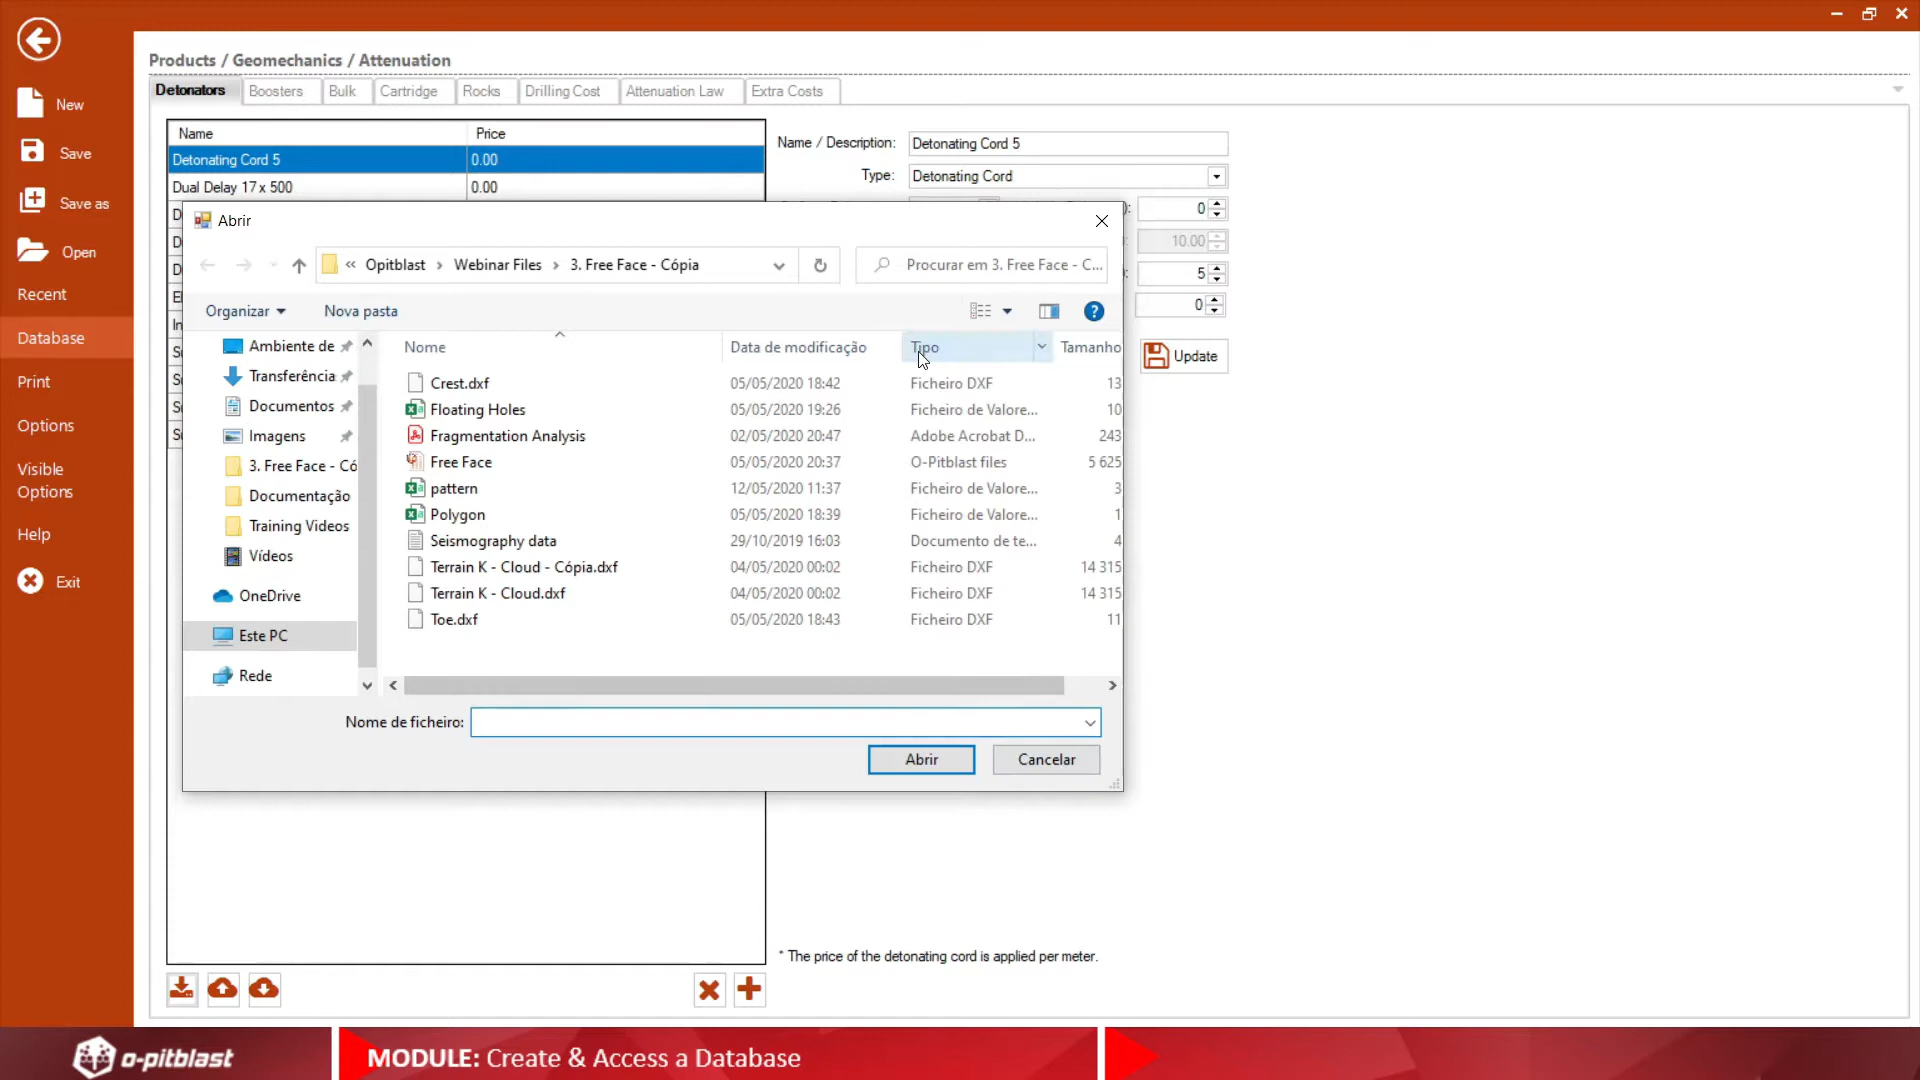 Products / Geomechanics / Attenuation
Detonators Boosters Bulk Cartridge Rocks Drilling Cost Attenuation Law Extra Costs
New
Save
Save as
Open
Recent
Database
Print
Options
Visible
Options
Help
Exit
Name Price
Detonating Cord 5 0.00
Dual Delay 17 x 500 0.00
Name / Description: Detonating Cord 5
Type: Detonating Cord
0
10.00
5
0
Update
Abrir
« Opitblast › Webinar Files › 3. Free Face - Cópia
Procurar em 3. Free Face - C...
Organizar Nova pasta
Ambiente de
Transferência
Documentos
Imagens
3. Free Face - Có
Documentação
Training Videos
Vídeos
OneDrive
Este PC
Rede
Nome Data de modificação Tipo Tamanho
Crest.dxf 05/05/2020 18:42 Ficheiro DXF 13
Floating Holes 05/05/2020 19:26 Ficheiro de Valore... 10
Fragmentation Analysis 02/05/2020 20:47 Adobe Acrobat D... 243
Free Face 05/05/2020 20:37 O-Pitblast files 5 625
pattern 12/05/2020 11:37 Ficheiro de Valore... 3
Polygon 05/05/2020 18:39 Ficheiro de Valore... 1
Seismography data 29/10/2019 16:03 Documento de te... 4
Terrain K - Cloud - Cópia.dxf 04/05/2020 00:02 Ficheiro DXF 14 315
Terrain K - Cloud.dxf 04/05/2020 00:02 Ficheiro DXF 14 315
Toe.dxf 05/05/2020 18:43 Ficheiro DXF 11
Nome de ficheiro:
Abrir Cancelar
* The price of the detonating cord is applied per meter.
o-pitblast
MODULE: Create & Access a Database